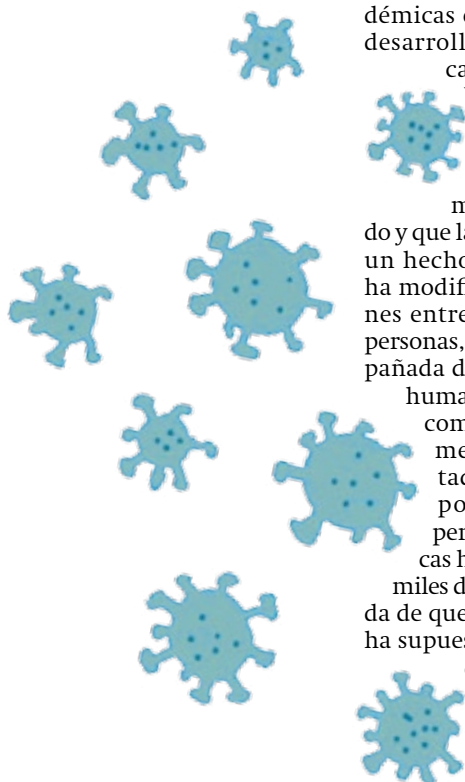 démicas
desarroll
ca
m
do y que la
un hecho
ha modifi
nes entre
personas,
pañada d
huma
com
me
tac
po
per
cas h
miles d
da de que
ha supues